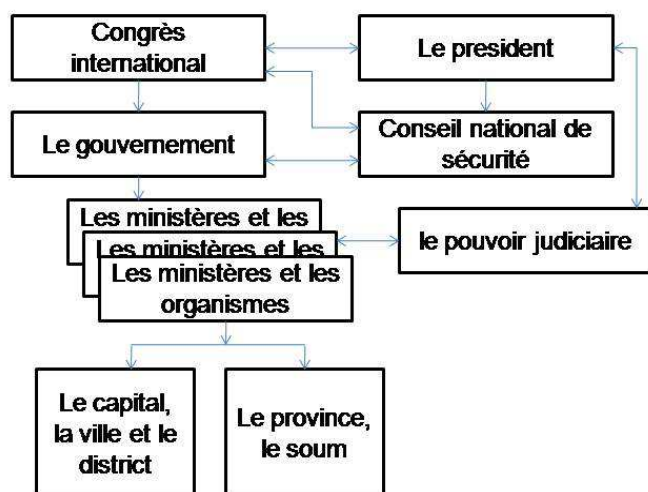 Congrès
international
Le president
Le gouvernement
Conseil national de
sécurité
Les ministères et les
Les ministères et les
Les ministères et les
organismes
le pouvoir judiciaire
Le capital,
la ville et le
district
Le province,
le soum